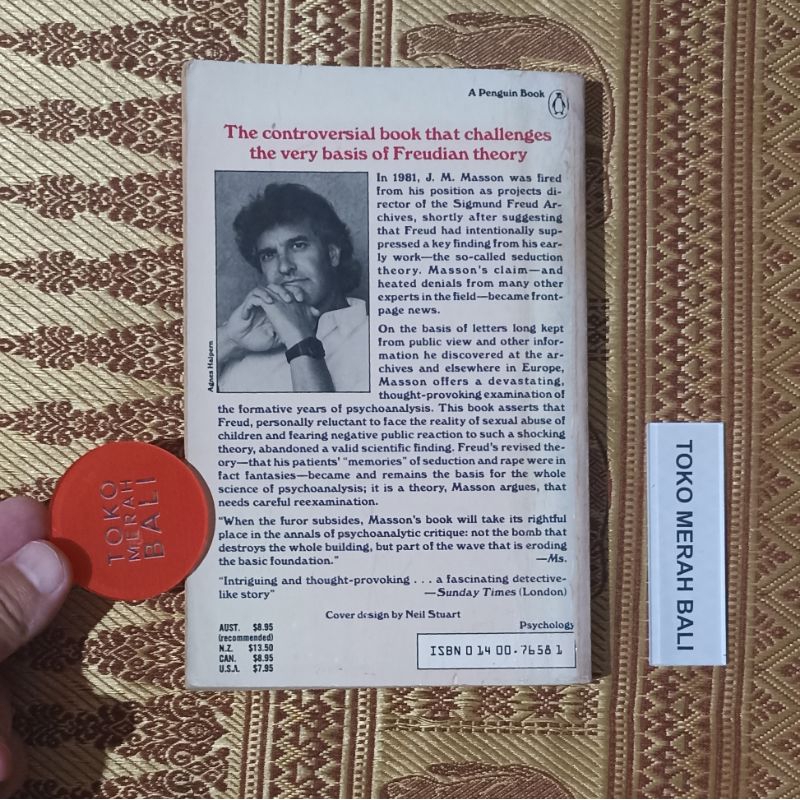 A Penguin Book
The controversial book that challenges
the very basis of Freudian theory
In 1981, J. M. Masson was fired
from his position as projects di-
rector of the Sigmund Freud Ar-
chives, shortly after suggesting
that Freud had intentionally sup-
pressed a key finding from his ear-
ly work—the so-called seduction
theory. Masson's claim—and
heated denials from many other
experts in the field—became front-
page news.
On the basis of letters long kept
from public view and other infor-
mation he discovered at the ar-
chives and elsewhere in Europe,
Masson offers a devastating,
thought-provoking examination of
the formative years of psychoanalysis. This book asserts that
Freud, personally reluctant to face the reality of sexual abuse of
children and fearing negative public reaction to such a shocking
theory, abandoned a valid scientific finding. Freud's revised the-
ory—that his patients' "memories" of seduction and rape were in
fact fantasies—became and remains the basis for the whole
science of psychoanalysis; it is a theory, Masson argues, that
needs careful reexamination.
"When the furor subsides, Masson's book will take its rightful
place in the annals of psychoanalytic critique: not the bomb that
destroys the whole building, but part of the wave that is eroding
the basic foundation." —Ms.
"Intriguing and thought-provoking . . . a fascinating detective-
like story" —Sunday Times (London)
Cover design by Neil Stuart
Psychology
AUST. $8.95
(recommended)
N.Z. $13.50
CAN. $8.95
U.S.A. $7.95
ISBN 0 14 00.7658 1
Agnes Halpern
TOKO
MERAH
BALI
TOKO MERAH BALI